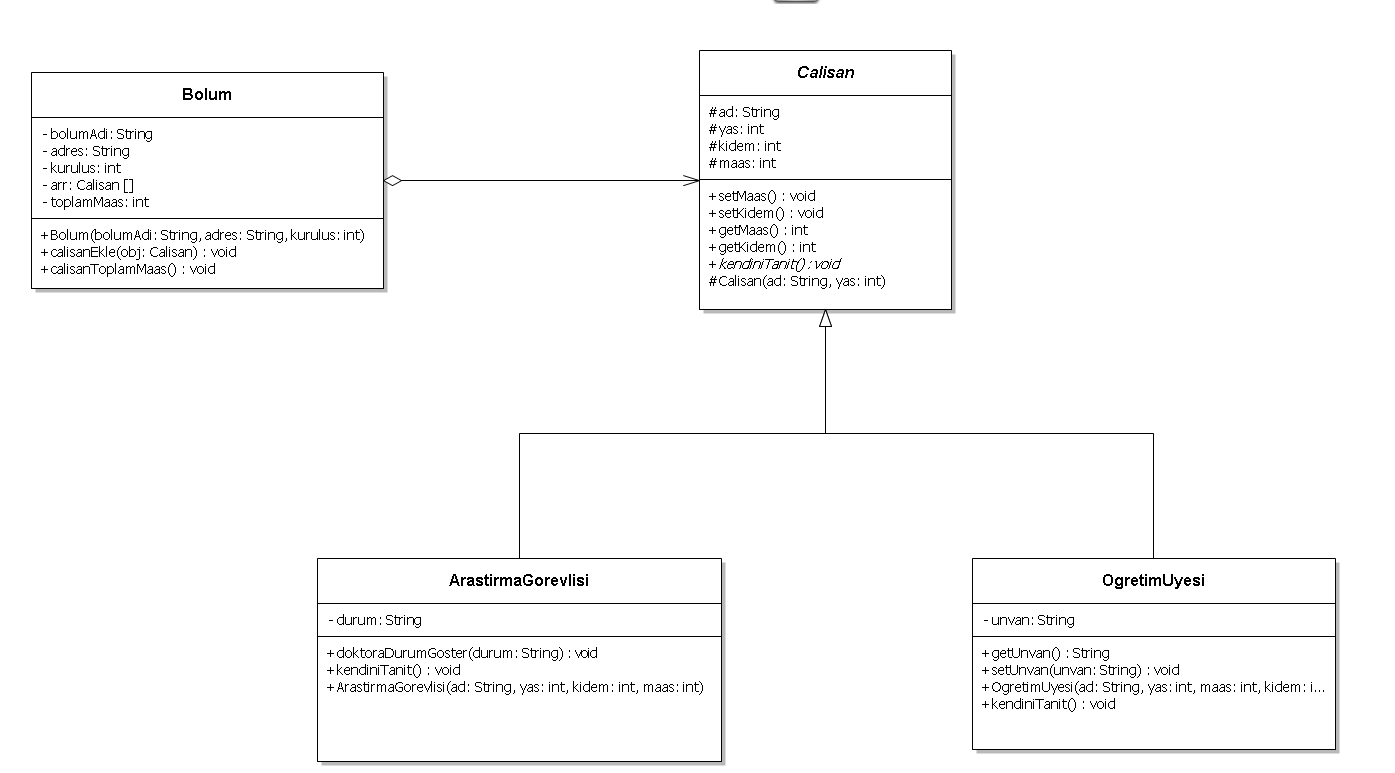 Bolum
- bolumAdi: String
- adres: String
- kurulus: int
- arr: Calisan []
- toplamMaas: int
+ Bolum(bolumAdi: String, adres: String, kurulus: int)
+ calisanEkle(obj: Calisan) : void
+ calisanToplamMaas() : void
Calisan
# ad: String
# yas: int
# kidem: int
# maas: int
+ setMaas() : void
+ setKidem() : void
+ getMaas() : int
+ getKidem() : int
+ kendiniTanit() : void
# Calisan(ad: String, yas: int)
ArastirmaGorevlisi
- durum: String
+ doktoraDurumGoster(durum: String) : void
+ kendiniTanit() : void
+ ArastirmaGorevlisi(ad: String, yas: int, kidem: int, maas: int)
OgretimUyesi
- unvan: String
+ getUnvan() : String
+ setUnvan(unvan: String) : void
+ OgretimUyesi(ad: String, yas: int, maas: int, kidem: i...
+ kendiniTanit() : void